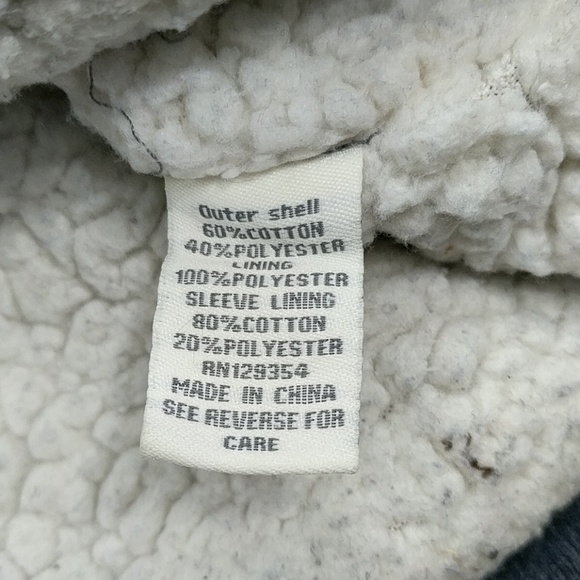 Outer shell
60%COTTON
40%POLYESTER
LINING
100%POLYESTER
SLEEVE LINING
80%COTTON
20%POLYESTER
RN129354
MADE IN CHINA
SEE REVERSE FOR
CARE